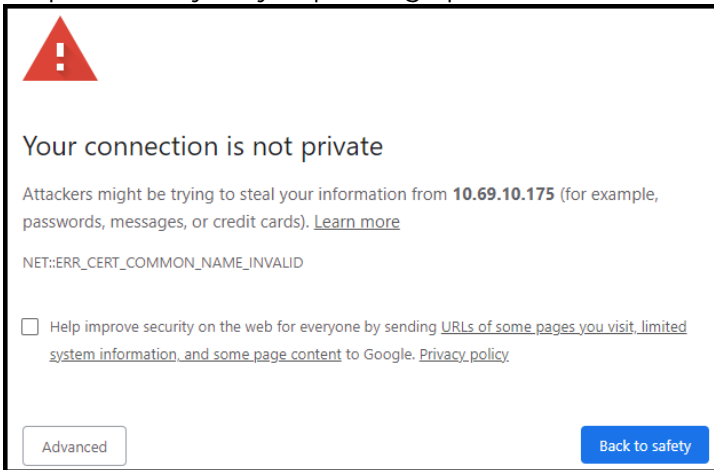 Your connection is not private
Attackers might be trying to steal your information from 10.69.10.175 (for example,
passwords, messages, or credit cards). Learn more
NET::ERR_CERT_COMMON_NAME_INVALID
Help improve security on the web for everyone by sending URLs of some pages you visit, limited
system information, and some page content to Google. Privacy policy
Advanced
Back to safety